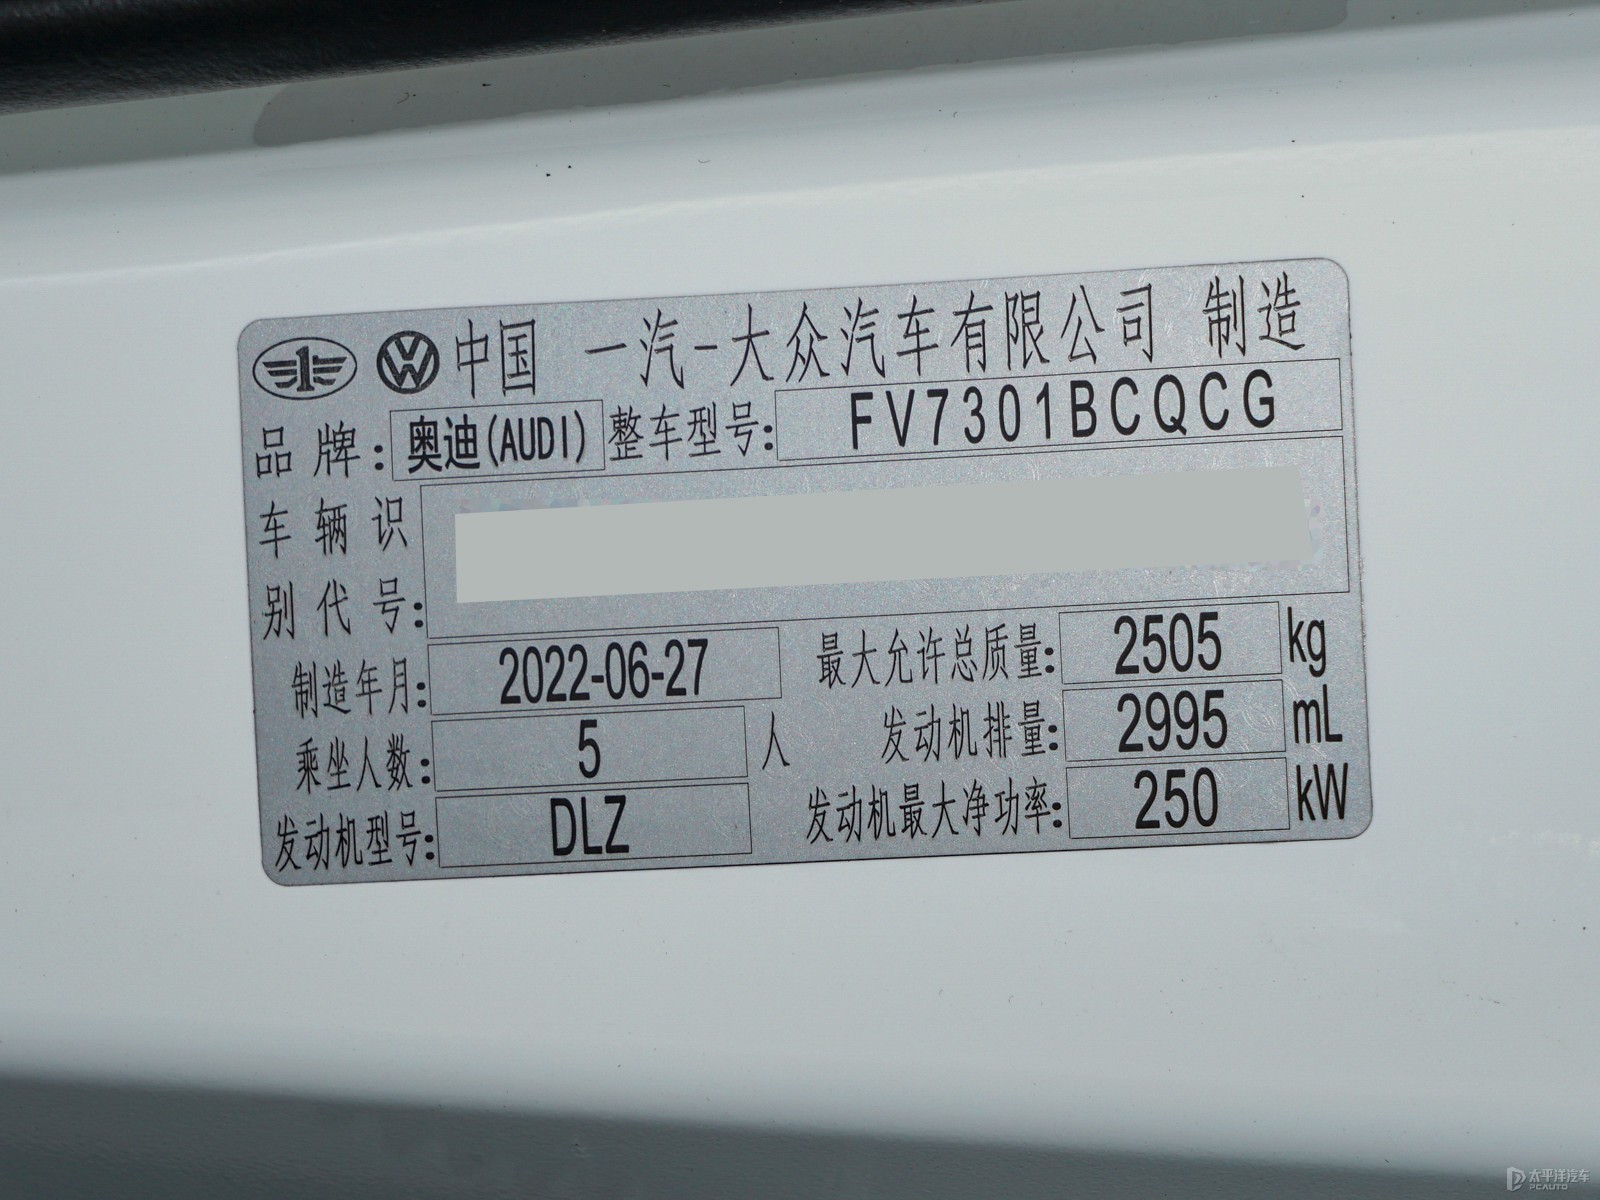 中国 一汽-大众汽车有限公司 制造
品牌: 奥迪(AUDI) 整车型号: FV7301BCQCG
车辆识
别代号:
制造年月: 2022-06-27 最大允许总质量: 2505 kg
乘坐人数: 5 人 发动机排量: 2995 mL
发动机型号: DLZ 发动机最大净功率: 250 kW
太平洋汽车
PCAUTO